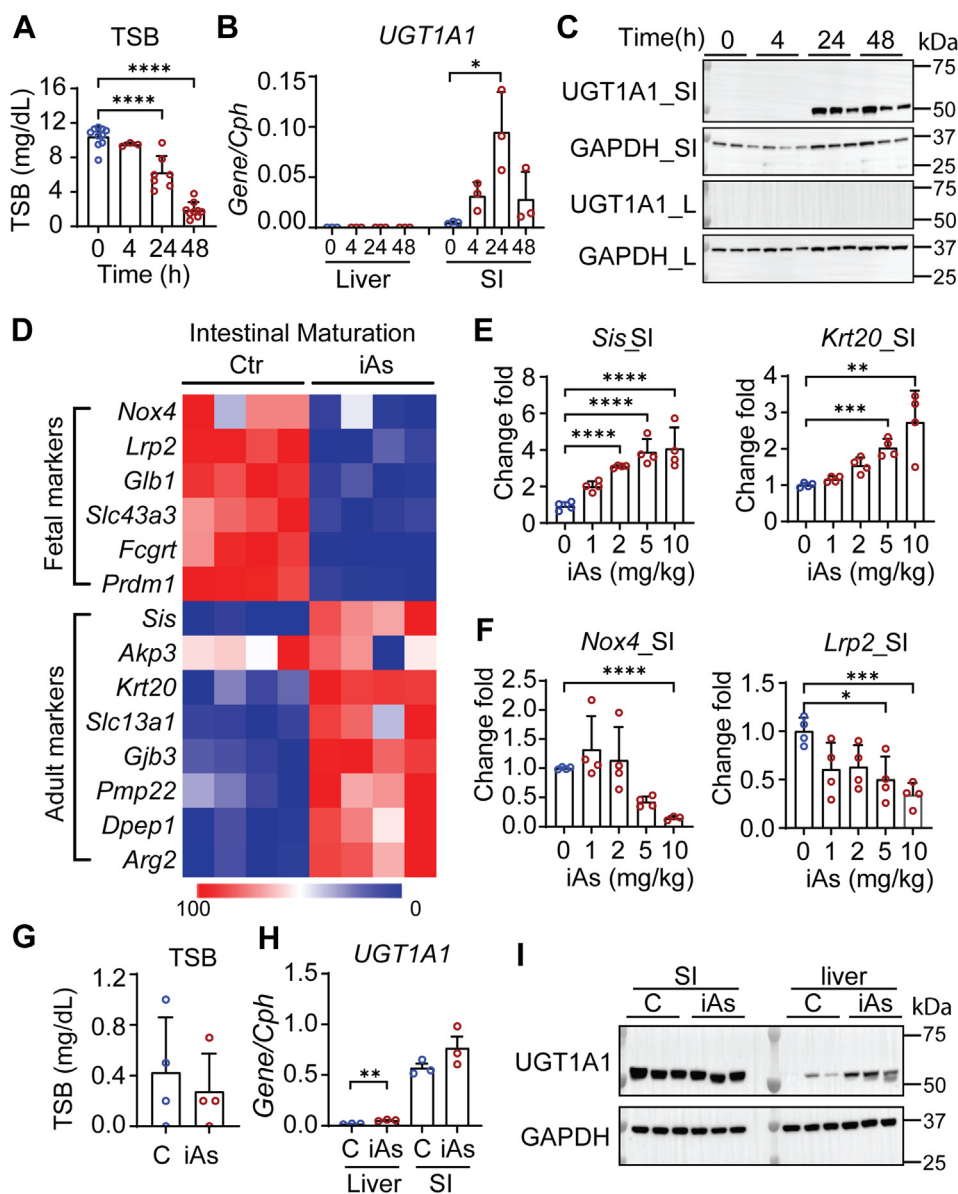 A
TSB
****
****
TSB (mg/dL)
16
12
8
4
0
0 4 24 48
Time (h)
B
UGT1A1
*
Gene/Cph
0.15
0.10
0.05
0.00
0 4 24 48 0 4 24 48
Liver SI
C
Time(h) 0 4 24 48 kDa
UGT1A1_SI
75
50
GAPDH_SI
37
25
UGT1A1_L
75
50
GAPDH_L
37
25
D
Intestinal Maturation
Ctr iAs
Fetal markers
Nox4
Lrp2
Glb1
Slc43a3
Fcgrt
Prdm1
Adult markers
Sis
Akp3
Krt20
Slc13a1
Gjb3
Pmp22
Dpep1
Arg2
100 0
E
Sis_SI
****
****
****
Change fold
8
6
4
2
0
0 1 2 5 10
iAs (mg/kg)
Krt20_SI
**
***
Change fold
4
3
2
1
0
0 1 2 5 10
iAs (mg/kg)
F
Nox4_SI
****
Change fold
2.5
2.0
1.5
1.0
0.5
0.0
0 1 2 5 10
iAs (mg/kg)
Lrp2_SI
***
*
Change fold
1.5
1.0
0.5
0.0
0 1 2 5 10
iAs (mg/kg)
G
TSB
TSB (mg/dL)
1.2
0.8
0.4
0.0
C iAs
H
UGT1A1
**
Gene/Cph
1.5
1.0
0.5
0.0
C iAs C iAs
Liver SI
I
SI liver
C iAs C iAs kDa
UGT1A1
75
50
GAPDH
37
25